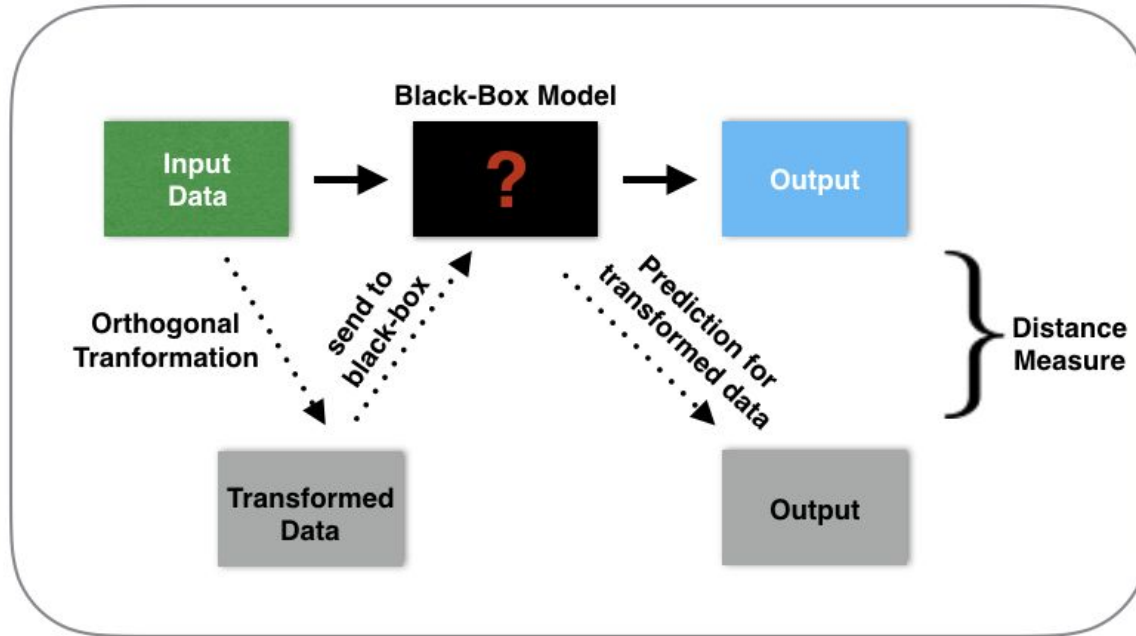 Black-Box Model
Input
Data
?
Output
Orthogonal
Tranformation
send to
black-box
Prediction for
transformed data
Distance
Measure
Transformed
Data
Output